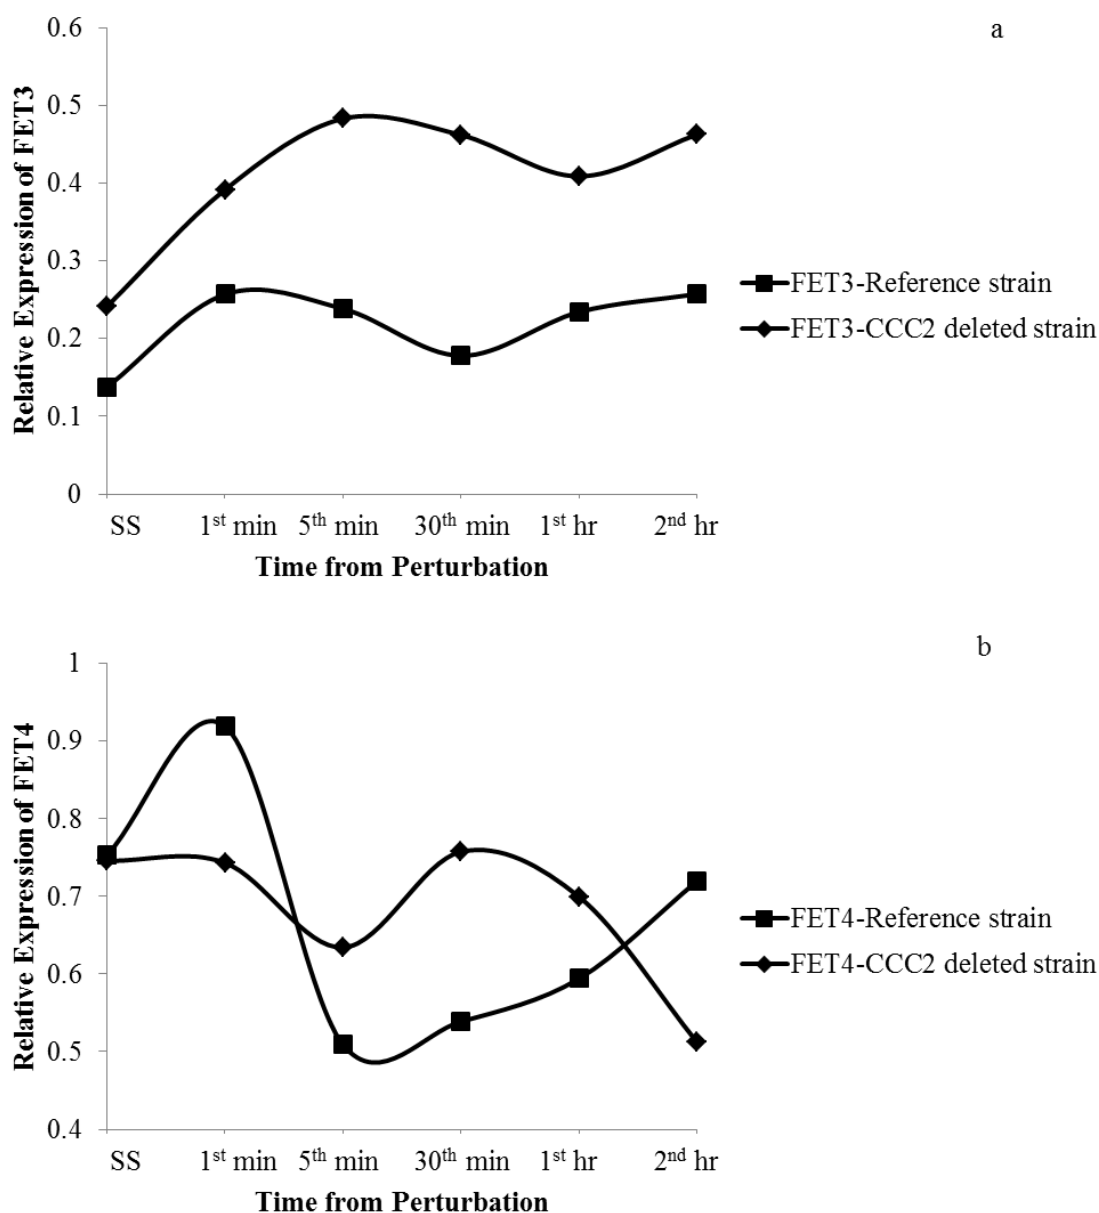 a
0.6
0.5
0.4
0.3
0.2
0.1
0
Relative Expression of FET3
SS 1st min 5th min 30th min 1st hr 2nd hr
Time from Perturbation
FET3-Reference strain
FET3-CCC2 deleted strain
b
1
0.9
0.8
0.7
0.6
0.5
0.4
Relative Expression of FET4
SS 1st min 5th min 30th min 1st hr 2nd hr
Time from Perturbation
FET4-Reference strain
FET4-CCC2 deleted strain